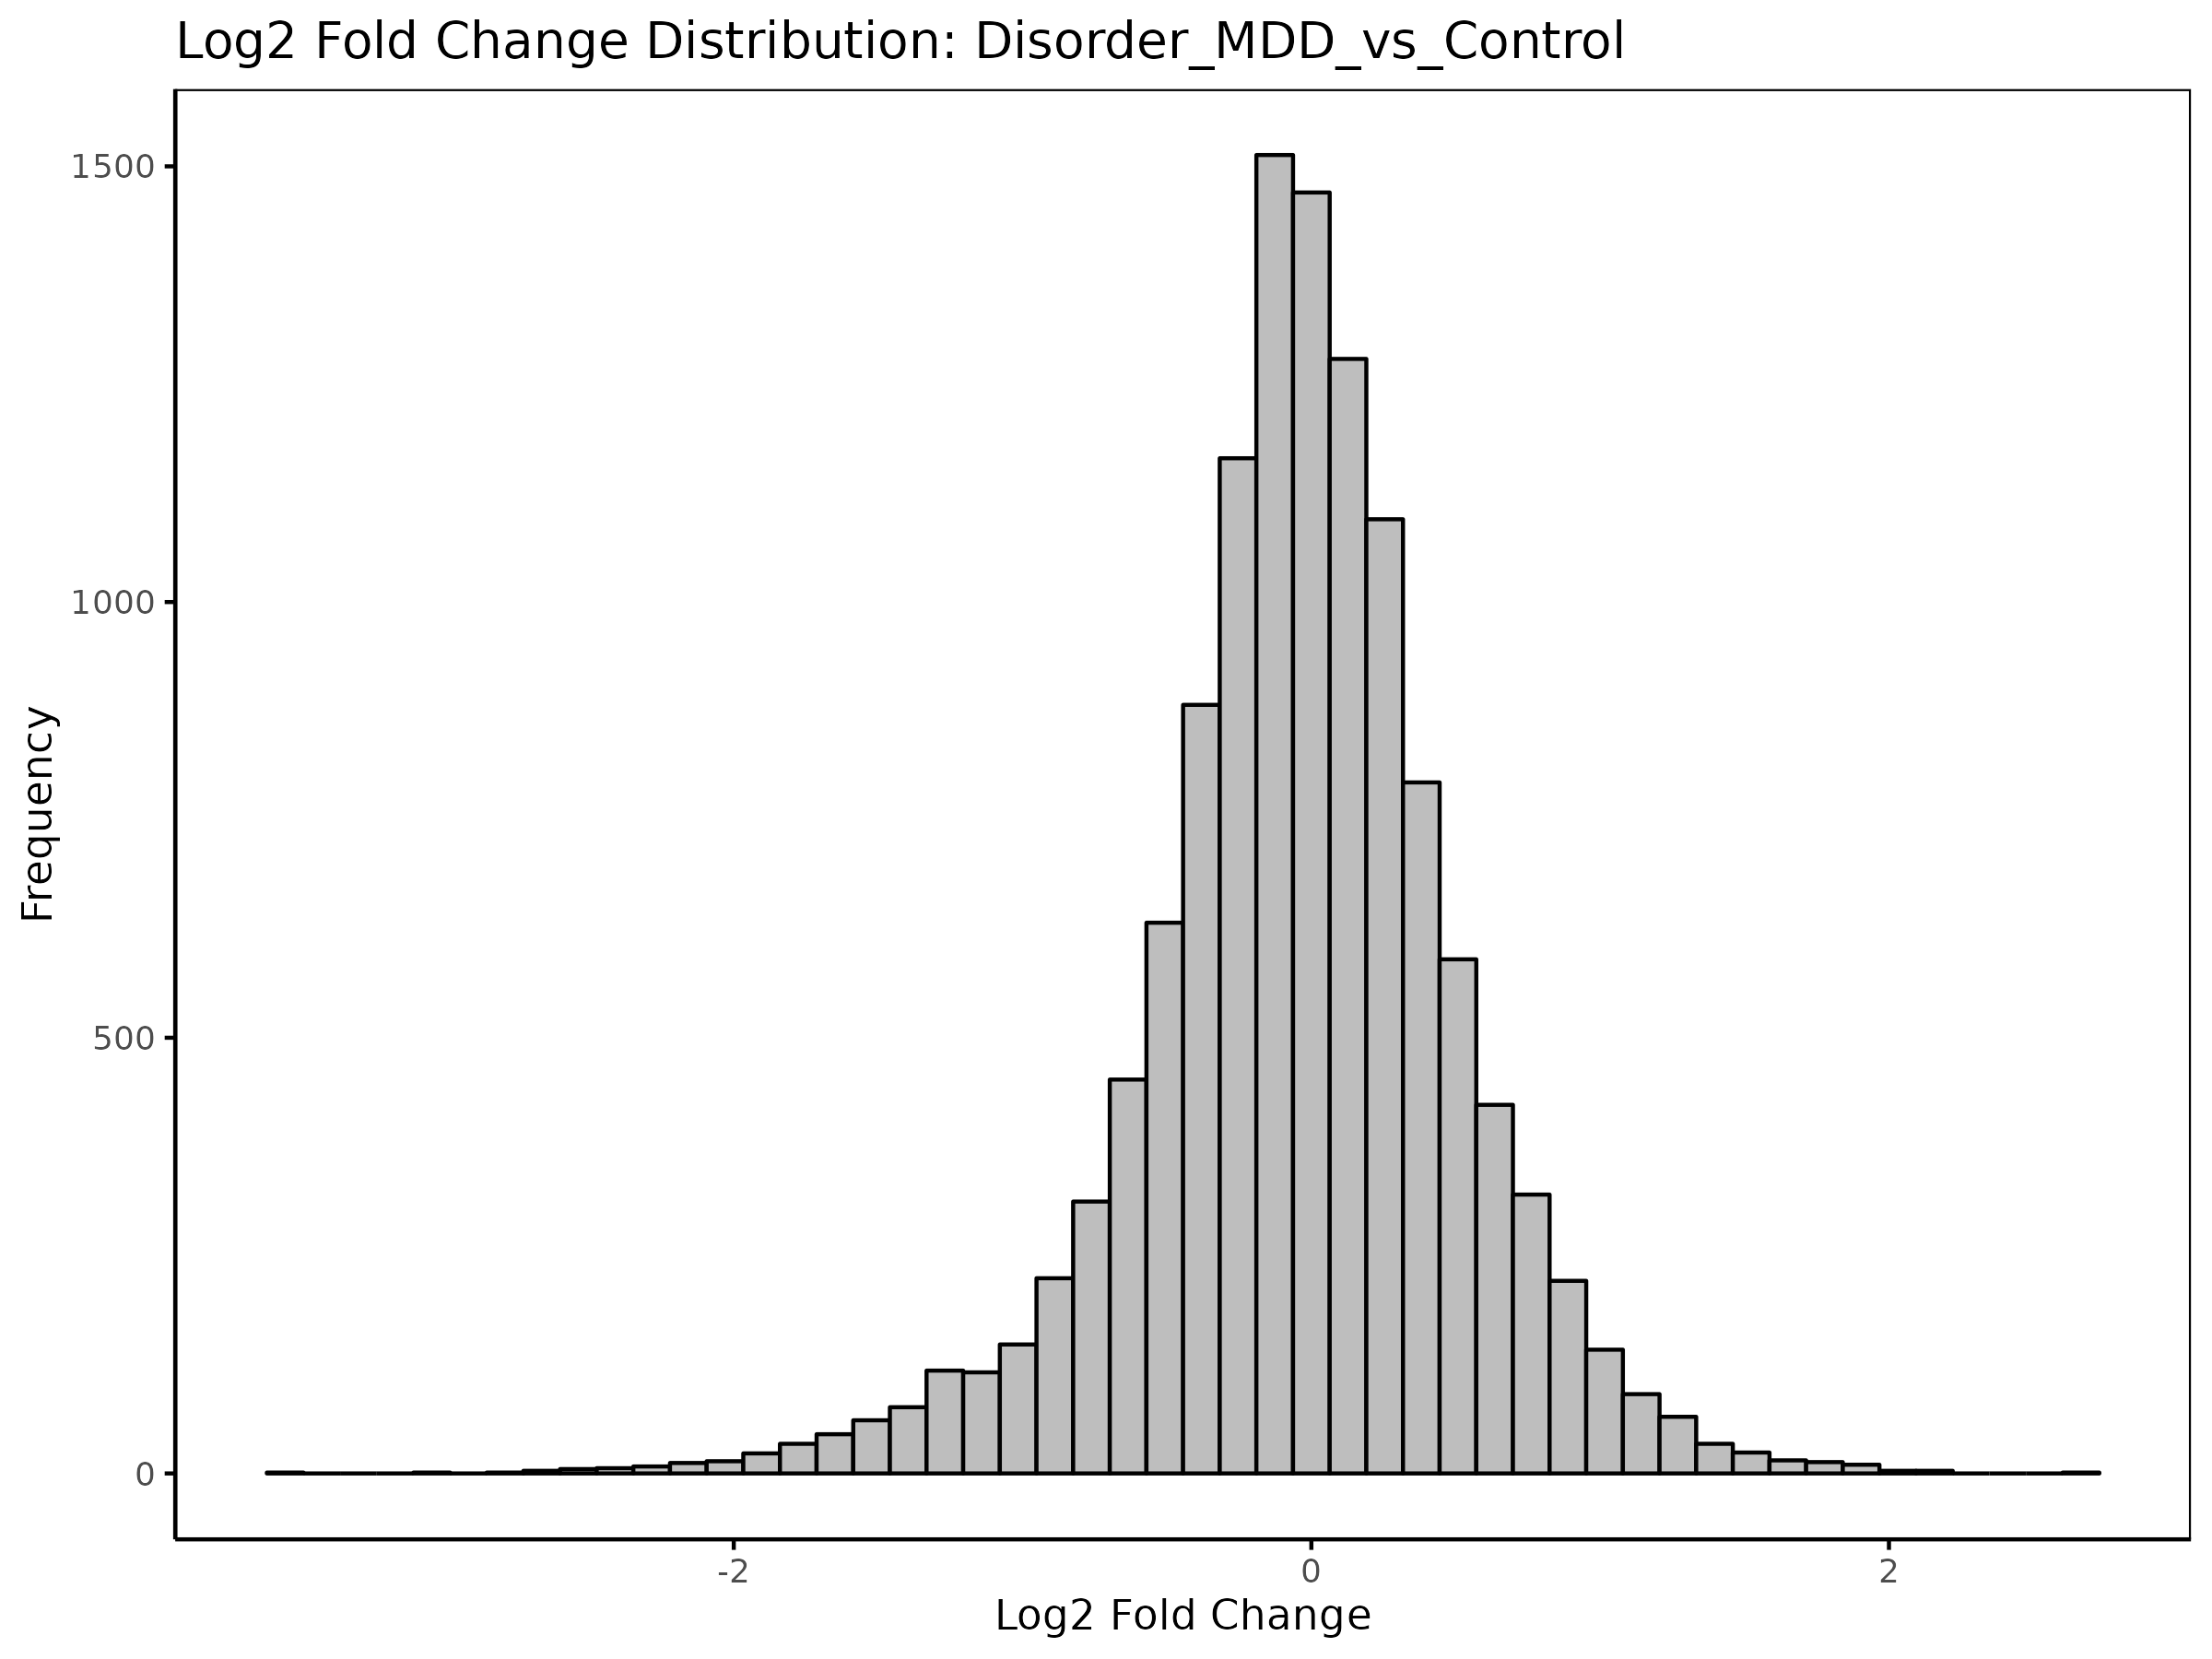 Log2 Fold Change Distribution: Disorder_MDD_vs_Control
1500
1000
500
0
Frequency
-2
0
2
Log2 Fold Change